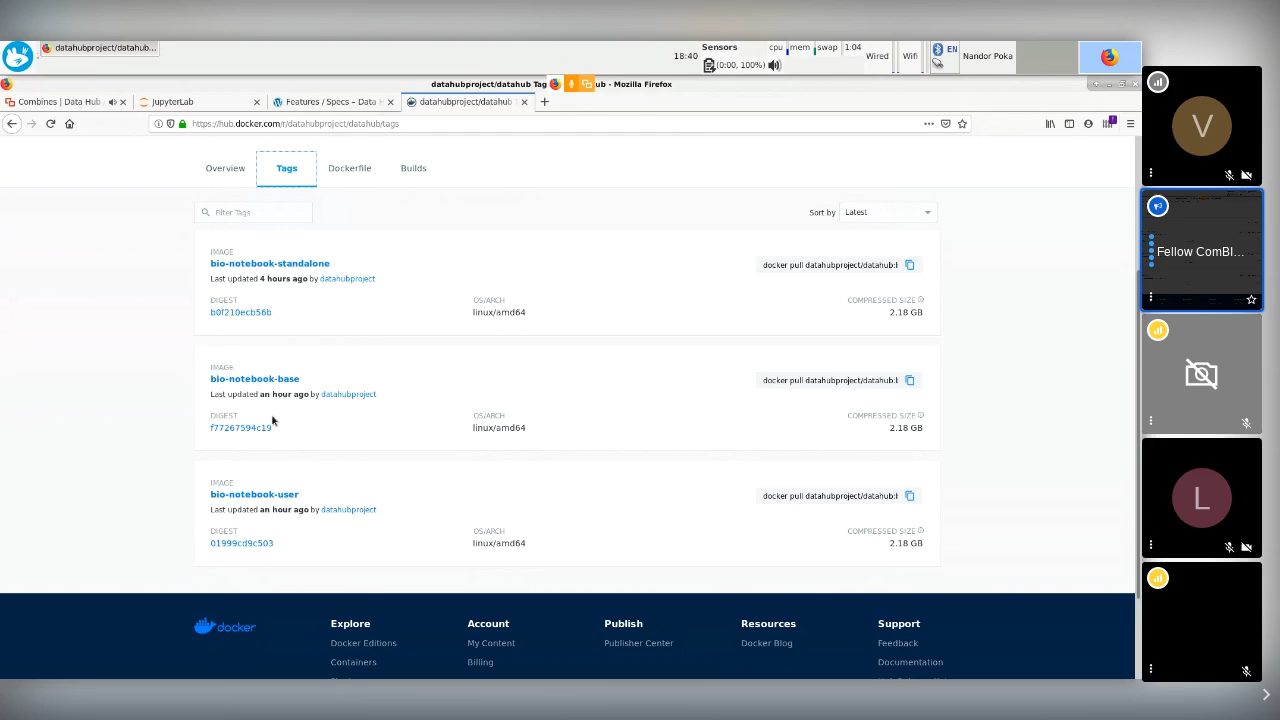 datahubproject/datahub...
18:40
Sensors
(0:00, 100%)
cpu mem swap 1:04
Wired
Wifi
EN
Nandor Poka
datahubproject/datahub Tag
ub - Mozilla Firefox
Combines | Data Hub
JupyterLab
Features / Specs – Data H
datahubproject/datahub
https://hub.docker.com/r/datahubproject/datahub/tags
Overview
Tags
Dockerfile
Builds
Filter Tags
Sort by
Latest
IMAGE
bio-notebook-standalone
Last updated 4 hours ago by datahubproject
docker pull datahubproject/datahub:b
DIGEST
b0f210ecb56b
OS/ARCH
linux/amd64
COMPRESSED SIZE
2.18 GB
IMAGE
bio-notebook-base
Last updated an hour ago by datahubproject
docker pull datahubproject/datahub:b
DIGEST
f77267594c19
OS/ARCH
linux/amd64
COMPRESSED SIZE
2.18 GB
IMAGE
bio-notebook-user
Last updated an hour ago by datahubproject
docker pull datahubproject/datahub:b
DIGEST
01999cd9c503
OS/ARCH
linux/amd64
COMPRESSED SIZE
2.18 GB
docker
Explore
Docker Editions
Containers
Account
My Content
Billing
Publish
Publisher Center
Resources
Docker Blog
Support
Feedback
Documentation
V
Fellow ComBI...
L